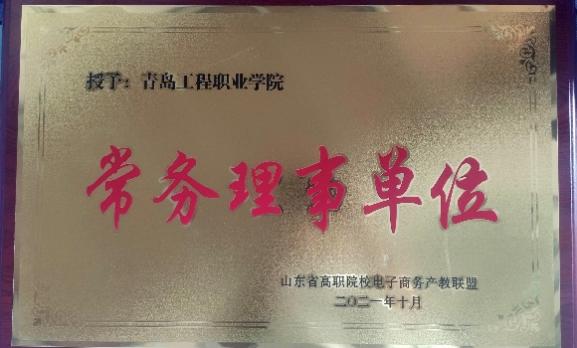 授予：青岛工程职业学院
常务理事单位
山东省高职院校电子商务产教联盟
二〇二一年十月